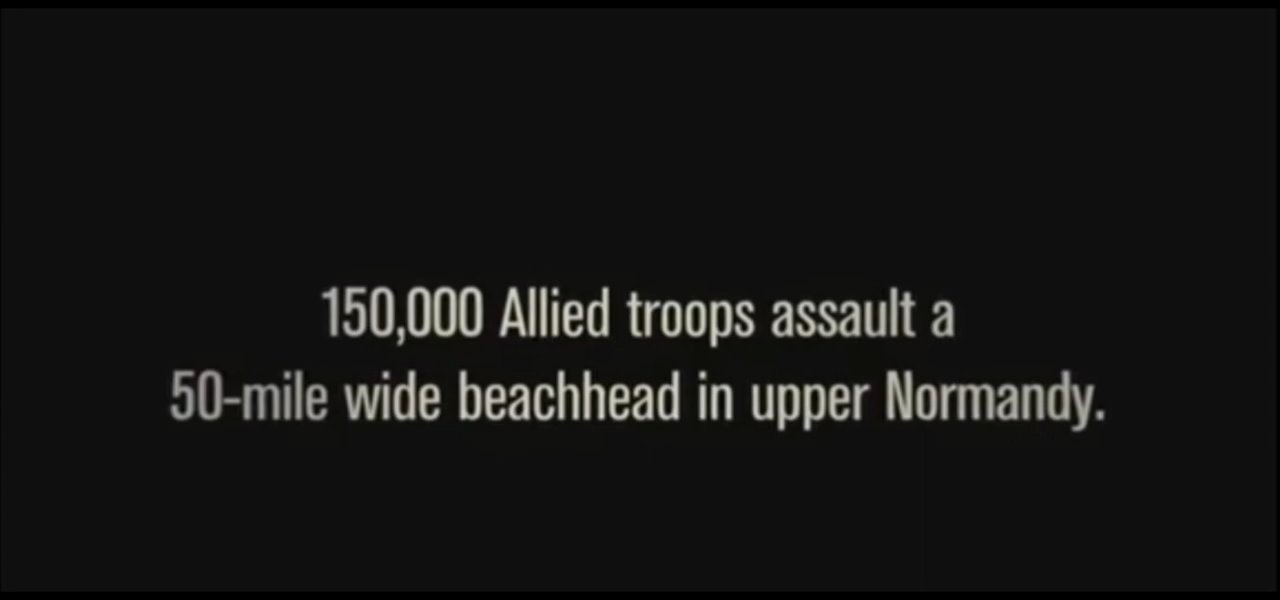 150,000 Allied troops assault a
50-mile wide beachhead in upper Normandy.